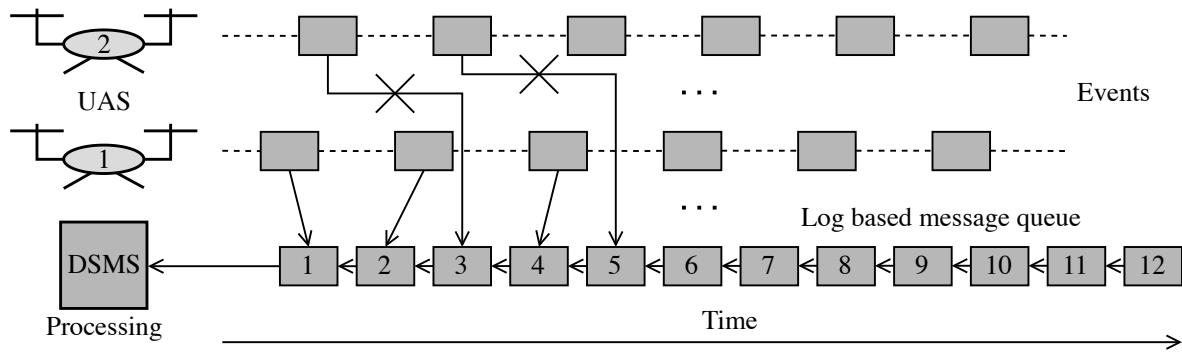 2
UAS
. . .
Events
1
. . .
Log based message queue
DSMS
1 2 3 4 5 6 7 8 9 10 11 12
Processing
Time